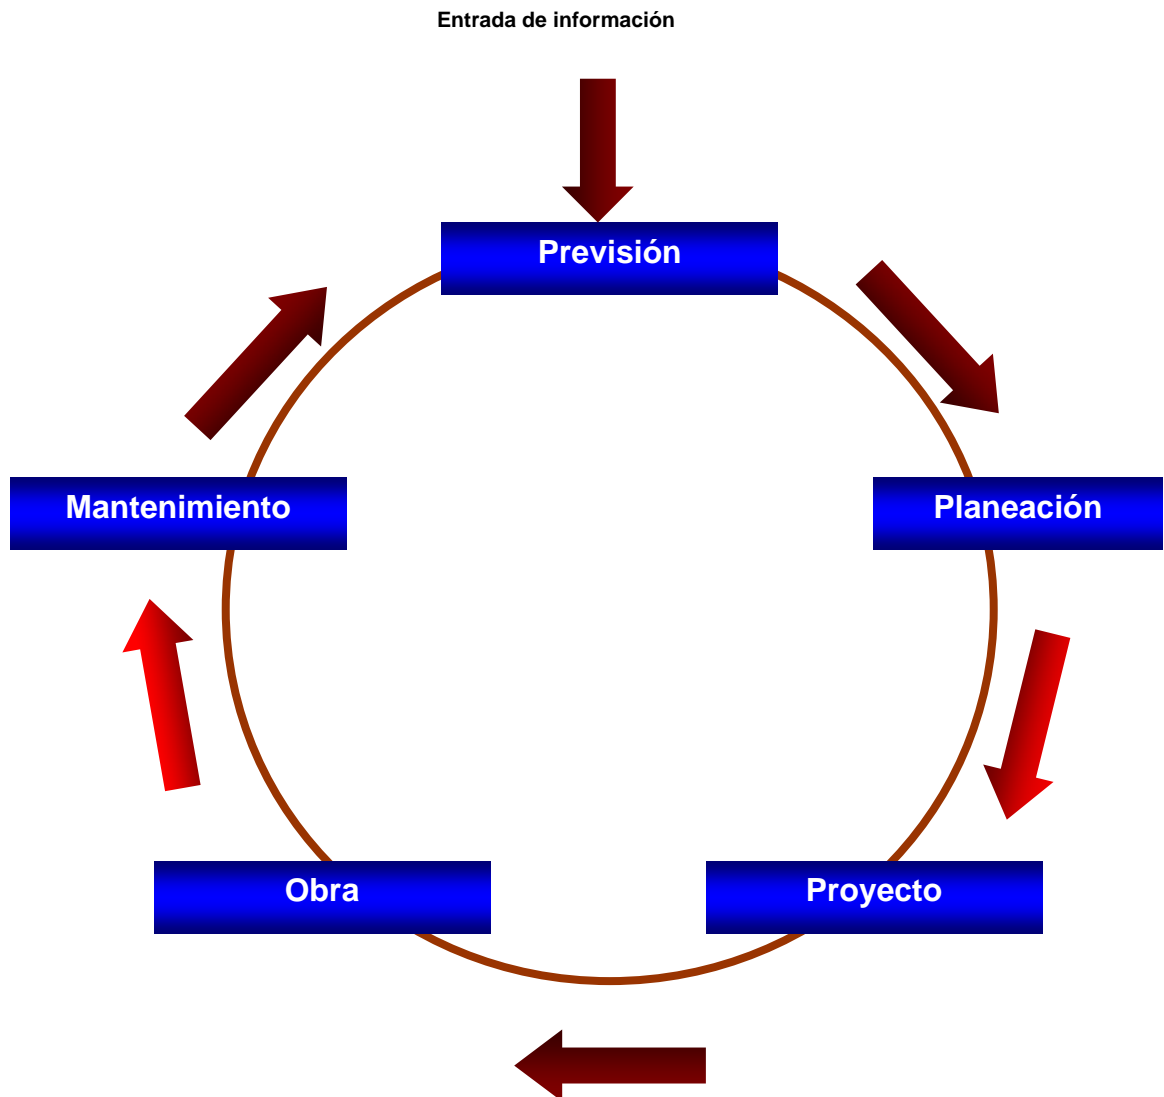 Entrada de información
Previsión
Mantenimiento
Planeación
Obra
Proyecto